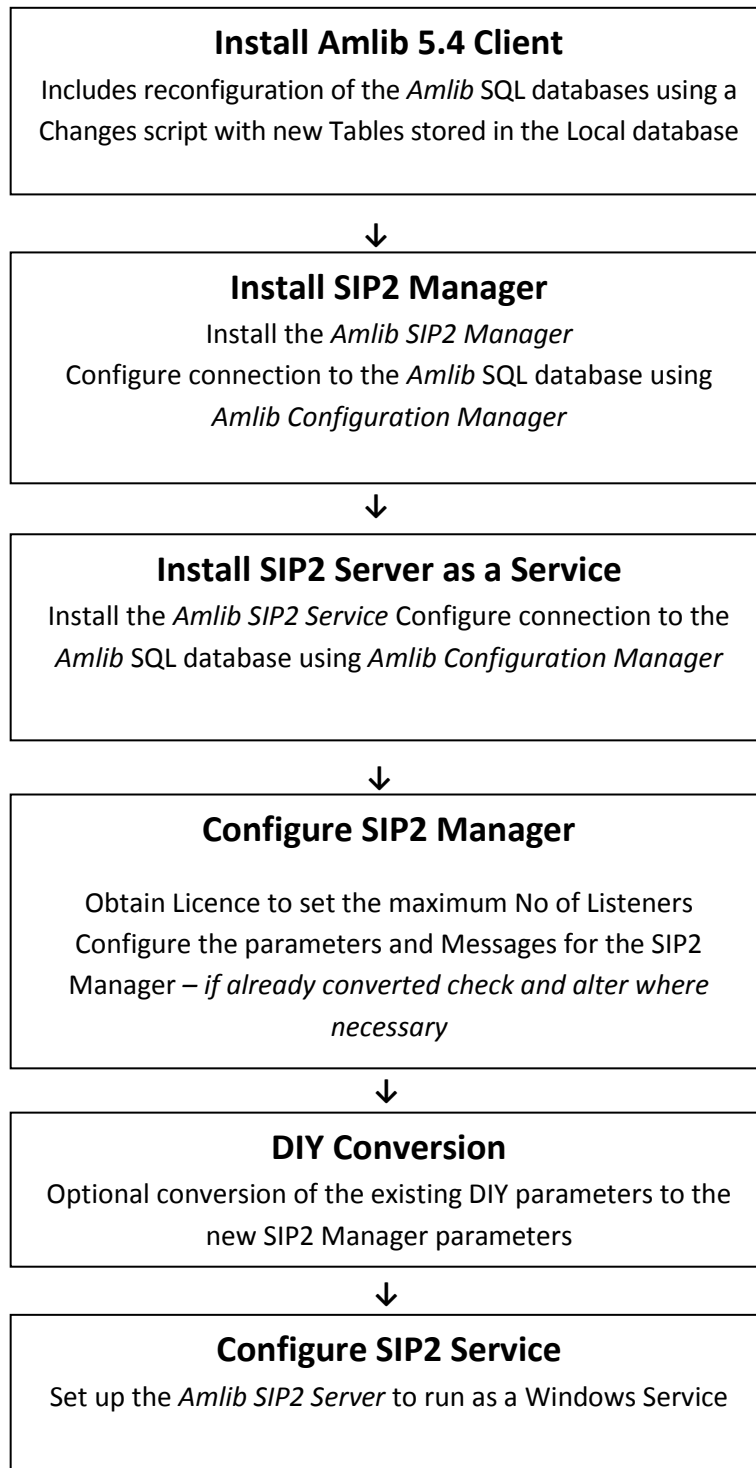 Install Amlib 5.4 Client
Includes reconfiguration of the Amlib SQL databases using a
Changes script with new Tables stored in the Local database
↓
Install SIP2 Manager
Install the Amlib SIP2 Manager
Configure connection to the Amlib SQL database using
Amlib Configuration Manager
↓
Install SIP2 Server as a Service
Install the Amlib SIP2 Service Configure connection to the
Amlib SQL database using Amlib Configuration Manager
↓
Configure SIP2 Manager
Obtain Licence to set the maximum No of Listeners
Configure the parameters and Messages for the SIP2
Manager – if already converted check and alter where
necessary
↓
DIY Conversion
Optional conversion of the existing DIY parameters to the
new SIP2 Manager parameters
↓
Configure SIP2 Service
Set up the Amlib SIP2 Server to run as a Windows Service